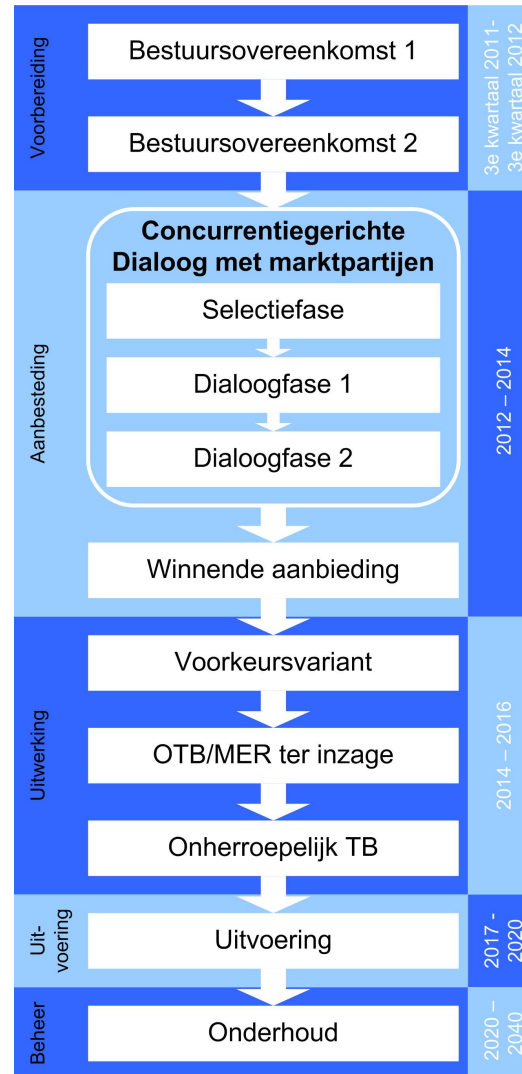 Voorbereiding
Bestuursovereenkomst 1
Bestuursovereenkomst 2
3e kwartaal 2011-
3e kwartaal 2012
Aanbesteding
Concurrentiegerichte
Dialoog met marktpartijen
Selectiefase
Dialoogfase 1
Dialoogfase 2
Winnende aanbieding
2012 – 2014
Uitwerking
Voorkeursvariant
OTB/MER ter inzage
Onherroepelijk TB
2014 – 2016
Uit-
voering
Uitvoering
2017 -
2020
Beheer
Onderhoud
2020 –
2040